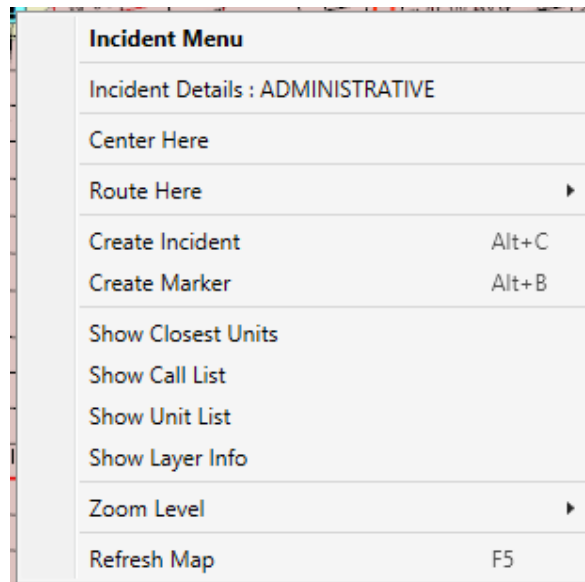 Incident Menu
Incident Details : ADMINISTRATIVE
Center Here
Route Here
Create Incident Alt+C
Create Marker Alt+B
Show Closest Units
Show Call List
Show Unit List
Show Layer Info
Zoom Level
Refresh Map F5